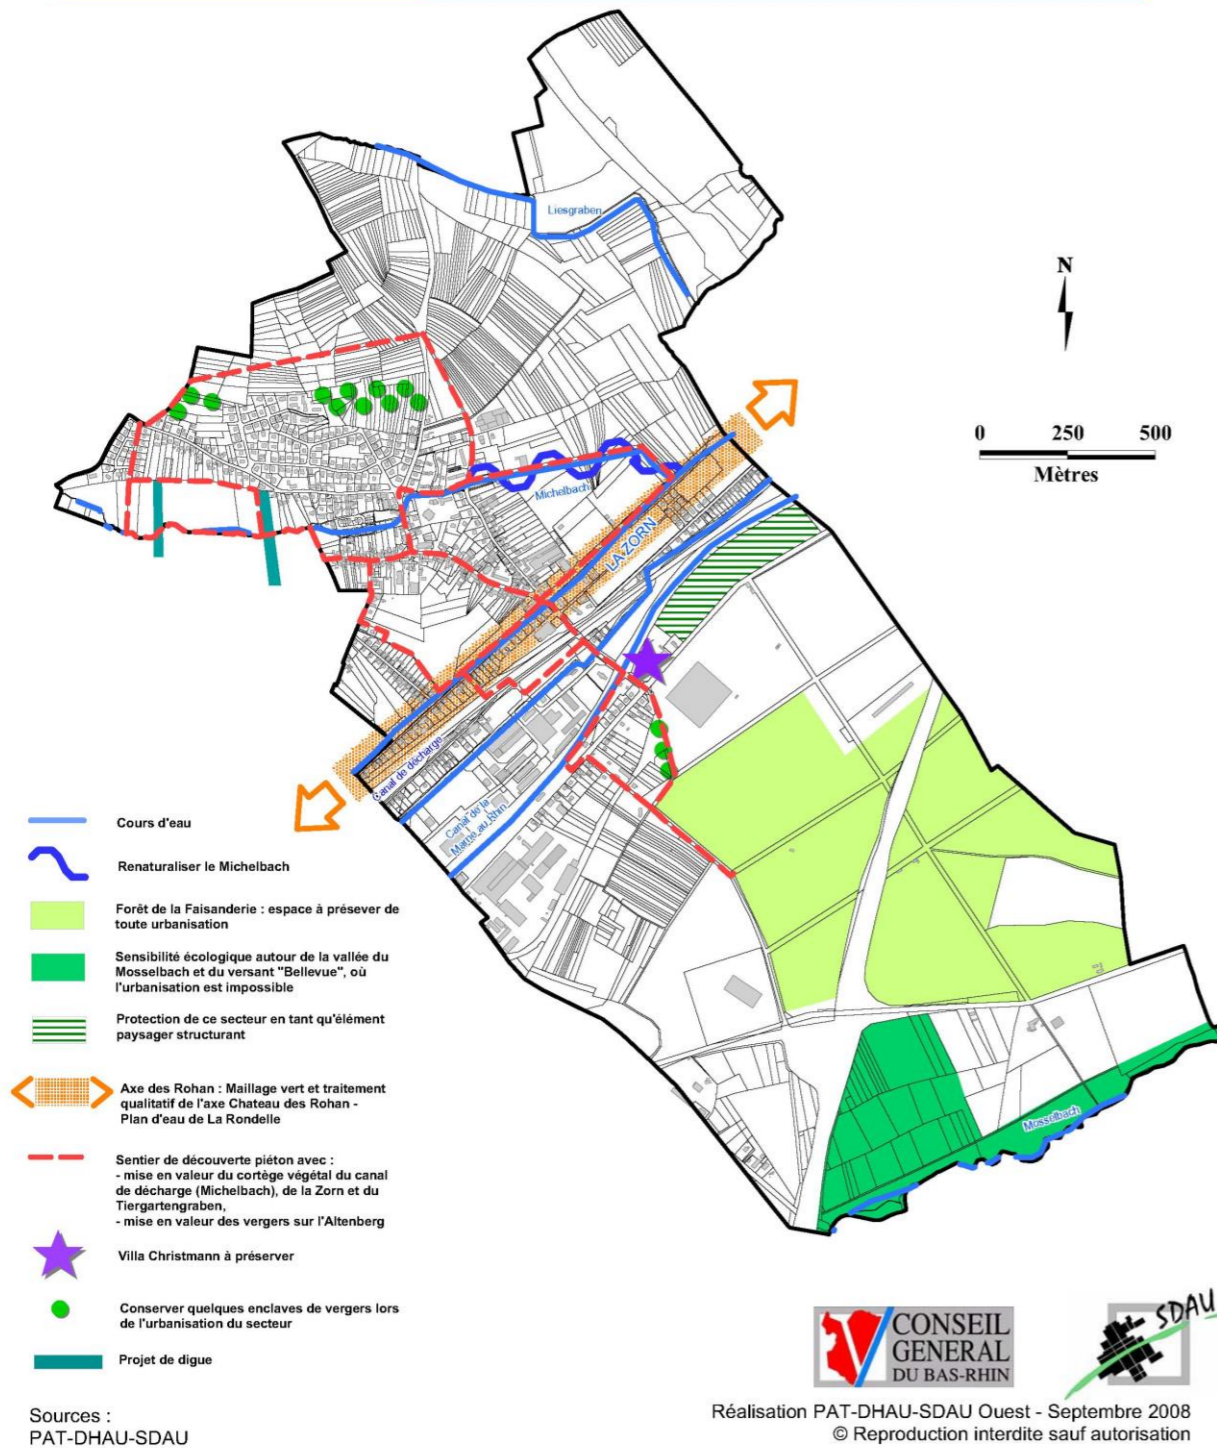 Liesgraben
N
0 250 500
Mètres
Michelbach
LA ZORN
Canal de décharge
Canal de la
Marne_au_Rhin
Mosselbach
Cours d'eau
Renaturaliser le Michelbach
Forêt de la Faisanderie : espace à présever de
toute urbanisation
Sensibilité écologique autour de la vallée du
Mosselbach et du versant "Bellevue", où
l'urbanisation est impossible
Protection de ce secteur en tant qu'élément
paysager structurant
Axe des Rohan : Maillage vert et traitement
qualitatif de l'axe Chateau des Rohan -
Plan d'eau de La Rondelle
Sentier de découverte piéton avec :
- mise en valeur du cortège végétal du canal
de décharge (Michelbach), de la Zorn et du
Tiergartengraben,
- mise en valeur des vergers sur l'Altenberg
Villa Christmann à préserver
Conserver quelques enclaves de vergers lors
de l'urbanisation du secteur
Projet de digue
Sources :
PAT-DHAU-SDAU
CONSEIL
GENERAL
DU BAS-RHIN
SDAU
Réalisation PAT-DHAU-SDAU Ouest - Septembre 2008
© Reproduction interdite sauf autorisation